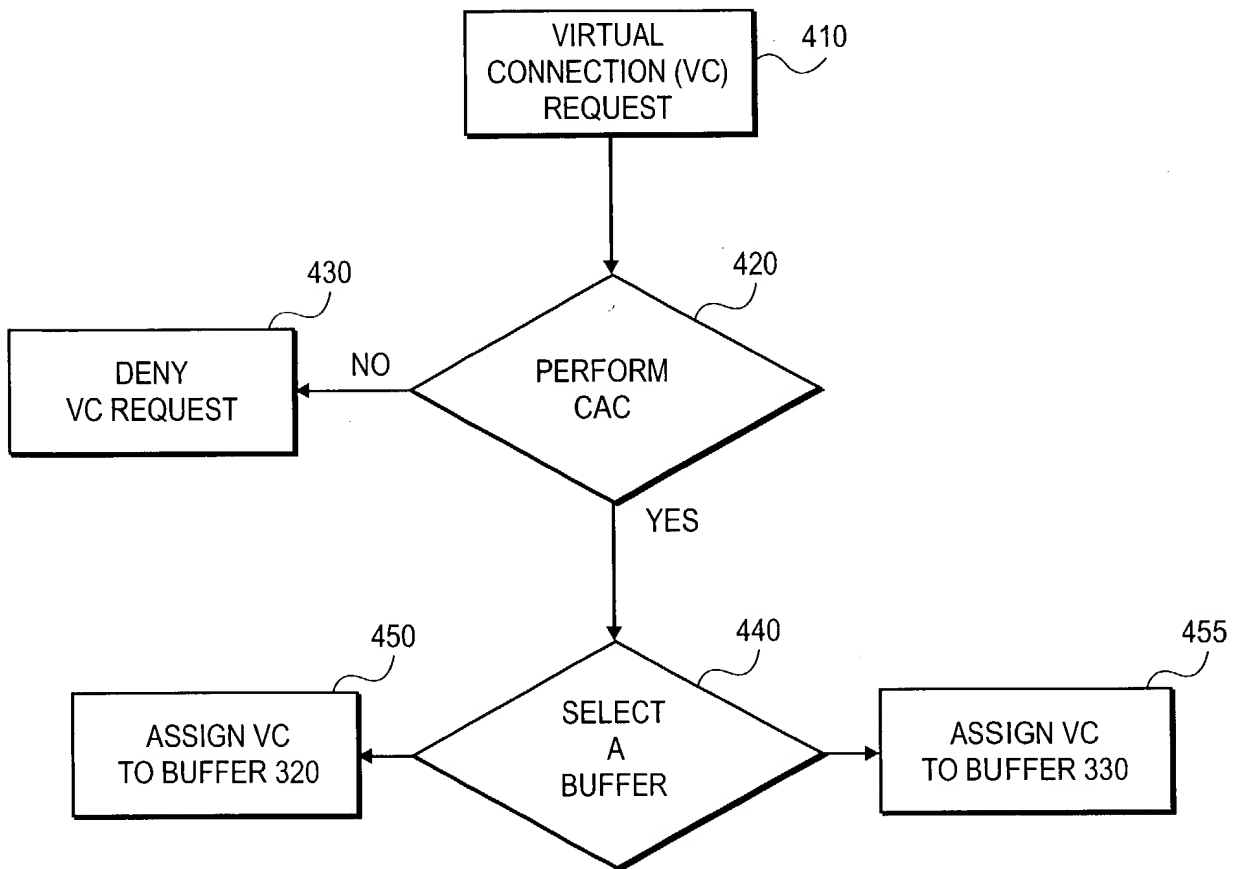 VIRTUAL
CONNECTION (VC)
REQUEST
410
420
430
DENY
VC REQUEST
NO
PERFORM
CAC
YES
450
440
455
ASSIGN VC
TO BUFFER 320
SELECT
A
BUFFER
ASSIGN VC
TO BUFFER 330